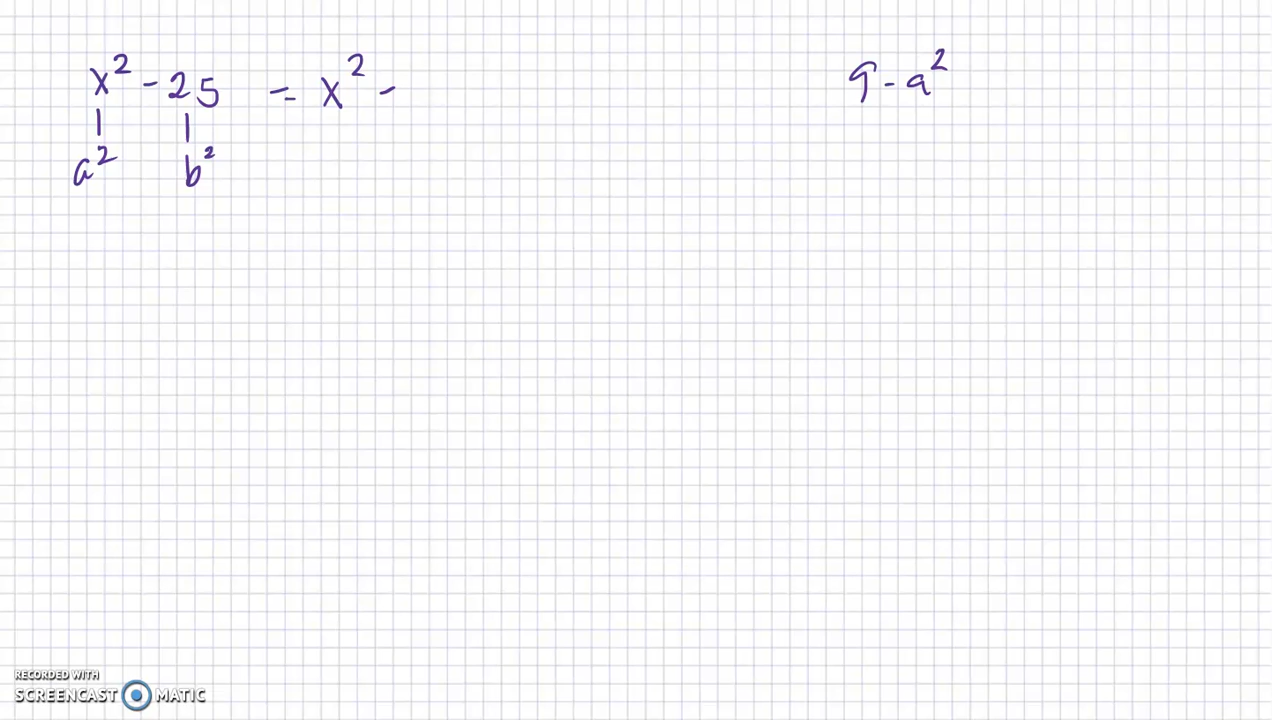 x² - 25 = x² -
a² b²
9 - a²
RECORDED WITH
SCREENCAST MATIC